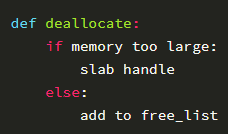 def deallocate:
    if memory too large:
        slab handle
    else:
        add to free_list